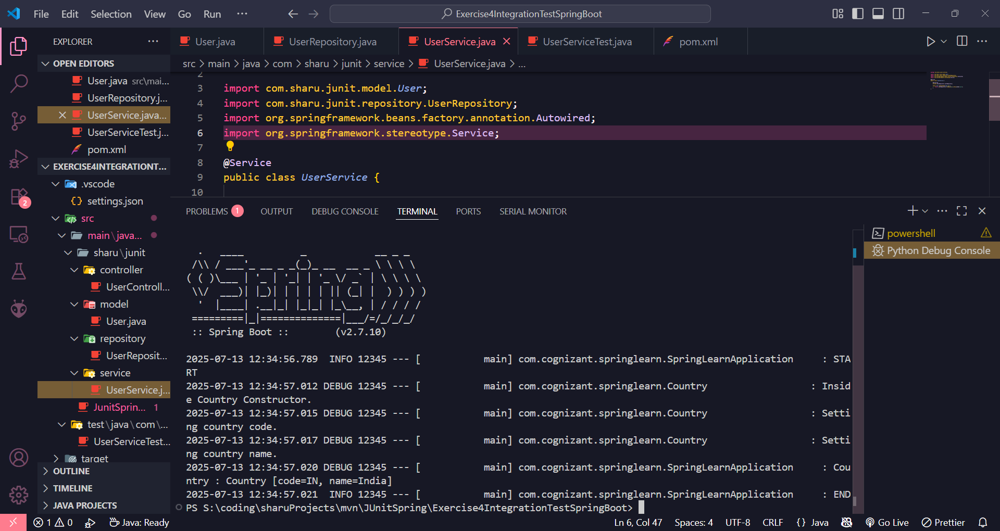 File Edit Selection View Go Run ··· Exercise4IntegrationTestSpringBoot
EXPLORER ···
OPEN EDITORS
User.java src\mai...
UserRepository.j...
UserService.java...
UserServiceTest.j...
pom.xml
EXERCISE4INTEGRATIONT...
.vscode
{} settings.json
src
main\java...
sharu\junit
controller
UserControll...
model
User.java
repository
UserReposit...
service
UserService.j...
JunitSprin... 1
test\java\com\...
UserServiceTest...
target
OUTLINE
TIMELINE
JAVA PROJECTS
2
User.java UserRepository.java UserService.java UserServiceTest.java pom.xml
src > main > java > com > sharu > junit > service > UserService.java > ...
2
3 import com.sharu.junit.model.User;
4 import com.sharu.junit.repository.UserRepository;
5 import org.springframework.beans.factory.annotation.Autowired;
6 import org.springframework.stereotype.Service;
7
8 @Service
9 public class UserService {
10
PROBLEMS 1 OUTPUT DEBUG CONSOLE TERMINAL PORTS SERIAL MONITOR
powershell
Python Debug Console
  .   ____          _            __ _ _
 /\\ / ___'_ __ _ _(_)_ __  __ _ \ \ \ \
( ( )\___ | '_ | '_| | '_ \/ _` | \ \ \ \
 \\/  ___)| |_)| | | | | || (_| |  ) ) ) )
  '  |____| .__|_| |_|_| |_\__, | / / / /
 =========|_|==============|___/=/_/_/_/
 :: Spring Boot ::        (v2.7.10)
2025-07-13 12:34:56.789  INFO 12345 --- [           main] com.cognizant.springlearn.SpringLearnApplication     : STA
RT
2025-07-13 12:34:57.012 DEBUG 12345 --- [           main] com.cognizant.springlearn.Country                  : Insid
e Country Constructor.
2025-07-13 12:34:57.015 DEBUG 12345 --- [           main] com.cognizant.springlearn.Country                  : Setti
ng country code.
2025-07-13 12:34:57.017 DEBUG 12345 --- [           main] com.cognizant.springlearn.Country                  : Setti
ng country name.
2025-07-13 12:34:57.020 DEBUG 12345 --- [           main] com.cognizant.springlearn.SpringLearnApplication     : Cou
ntry : Country [code=IN, name=India]
2025-07-13 12:34:57.021  INFO 12345 --- [           main] com.cognizant.springlearn.SpringLearnApplication     : END
PS S:\coding\sharuProjects\mvn\JUnitSpring\Exercise4IntegrationTestSpringBoot>
1 0 Java: Ready Ln 6, Col 47 Spaces: 4 UTF-8 CRLF {} Java Go Live Prettier